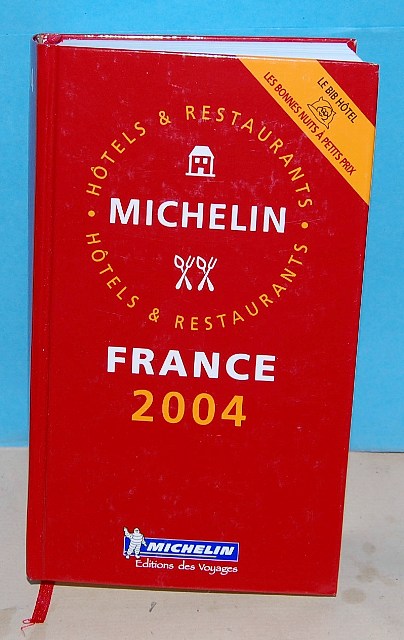 LE BIB HÔTEL
LES BONNES NUITS À PETITS PRIX
HÔTELS & RESTAURANTS
MICHELIN
HÔTELS & RESTAURANTS
FRANCE
2004
MICHELIN
Editions des Voyages